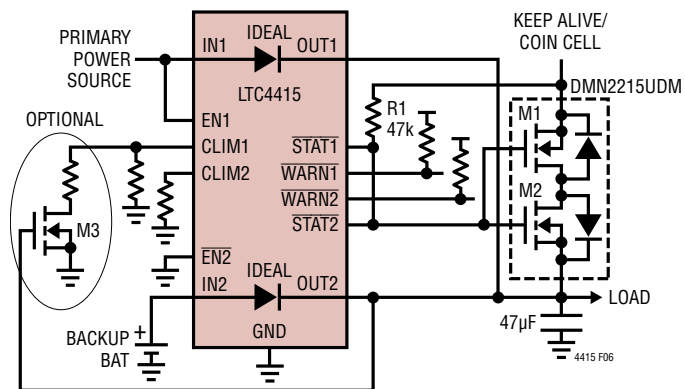 KEEP ALIVE/
COIN CELL
PRIMARY
POWER
SOURCE
IN1
IDEAL
OUT1
DMN2215UDM
LTC4415
OPTIONAL
EN1
R1
47k
M1
CLIM1
STAT1
CLIM2
WARN1
M2
WARN2
M3
STAT2
EN2
IDEAL
IN2
OUT2
LOAD
BACKUP
BAT
+
GND
47µF
4415 F06